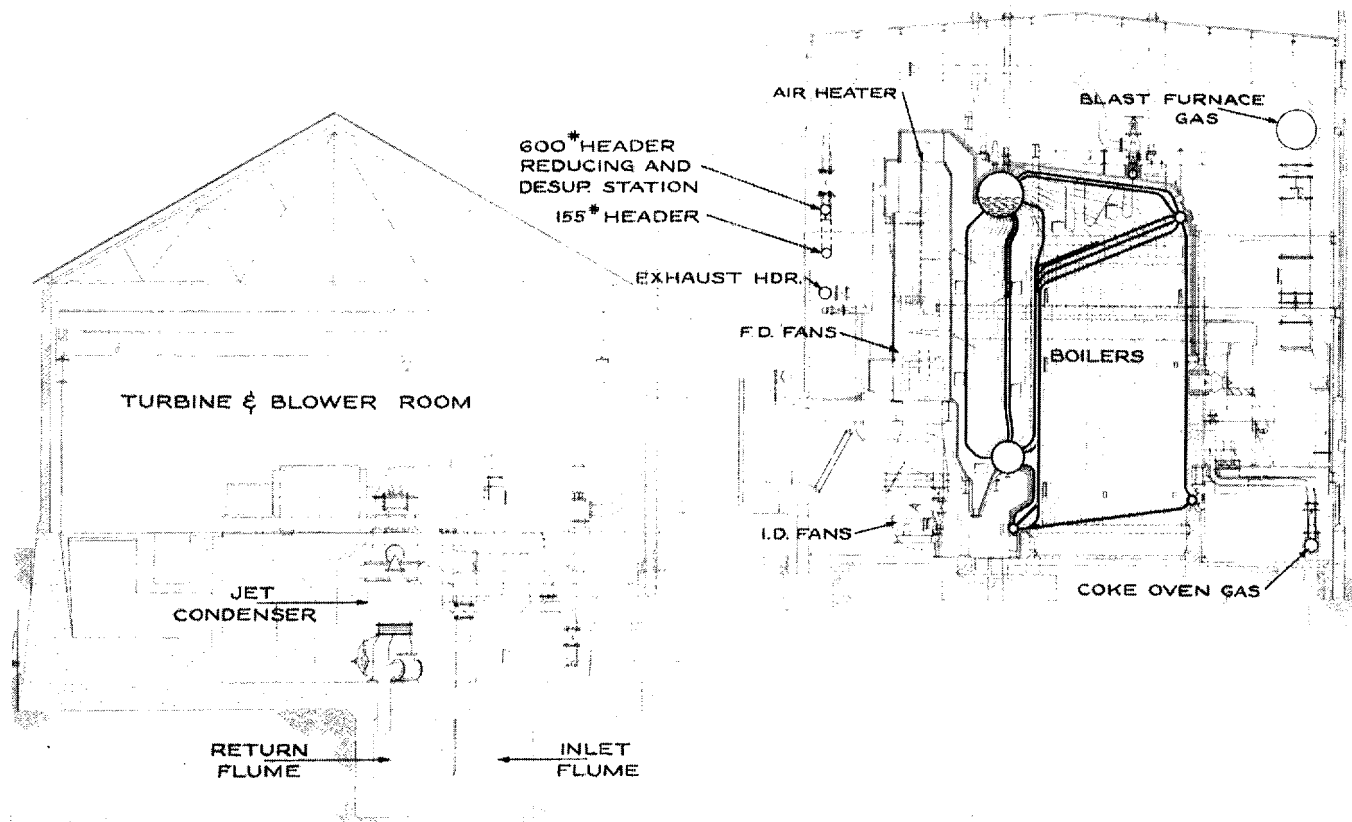 AIR HEATER
BLAST FURNACE
GAS
600# HEADER
REDUCING AND
DESUP. STATION
155# HEADER
EXHAUST HDR.
F.D. FANS
BOILERS
TURBINE & BLOWER ROOM
I.D. FANS
COKE OVEN GAS
JET
CONDENSER
RETURN
FLUME
INLET
FLUME